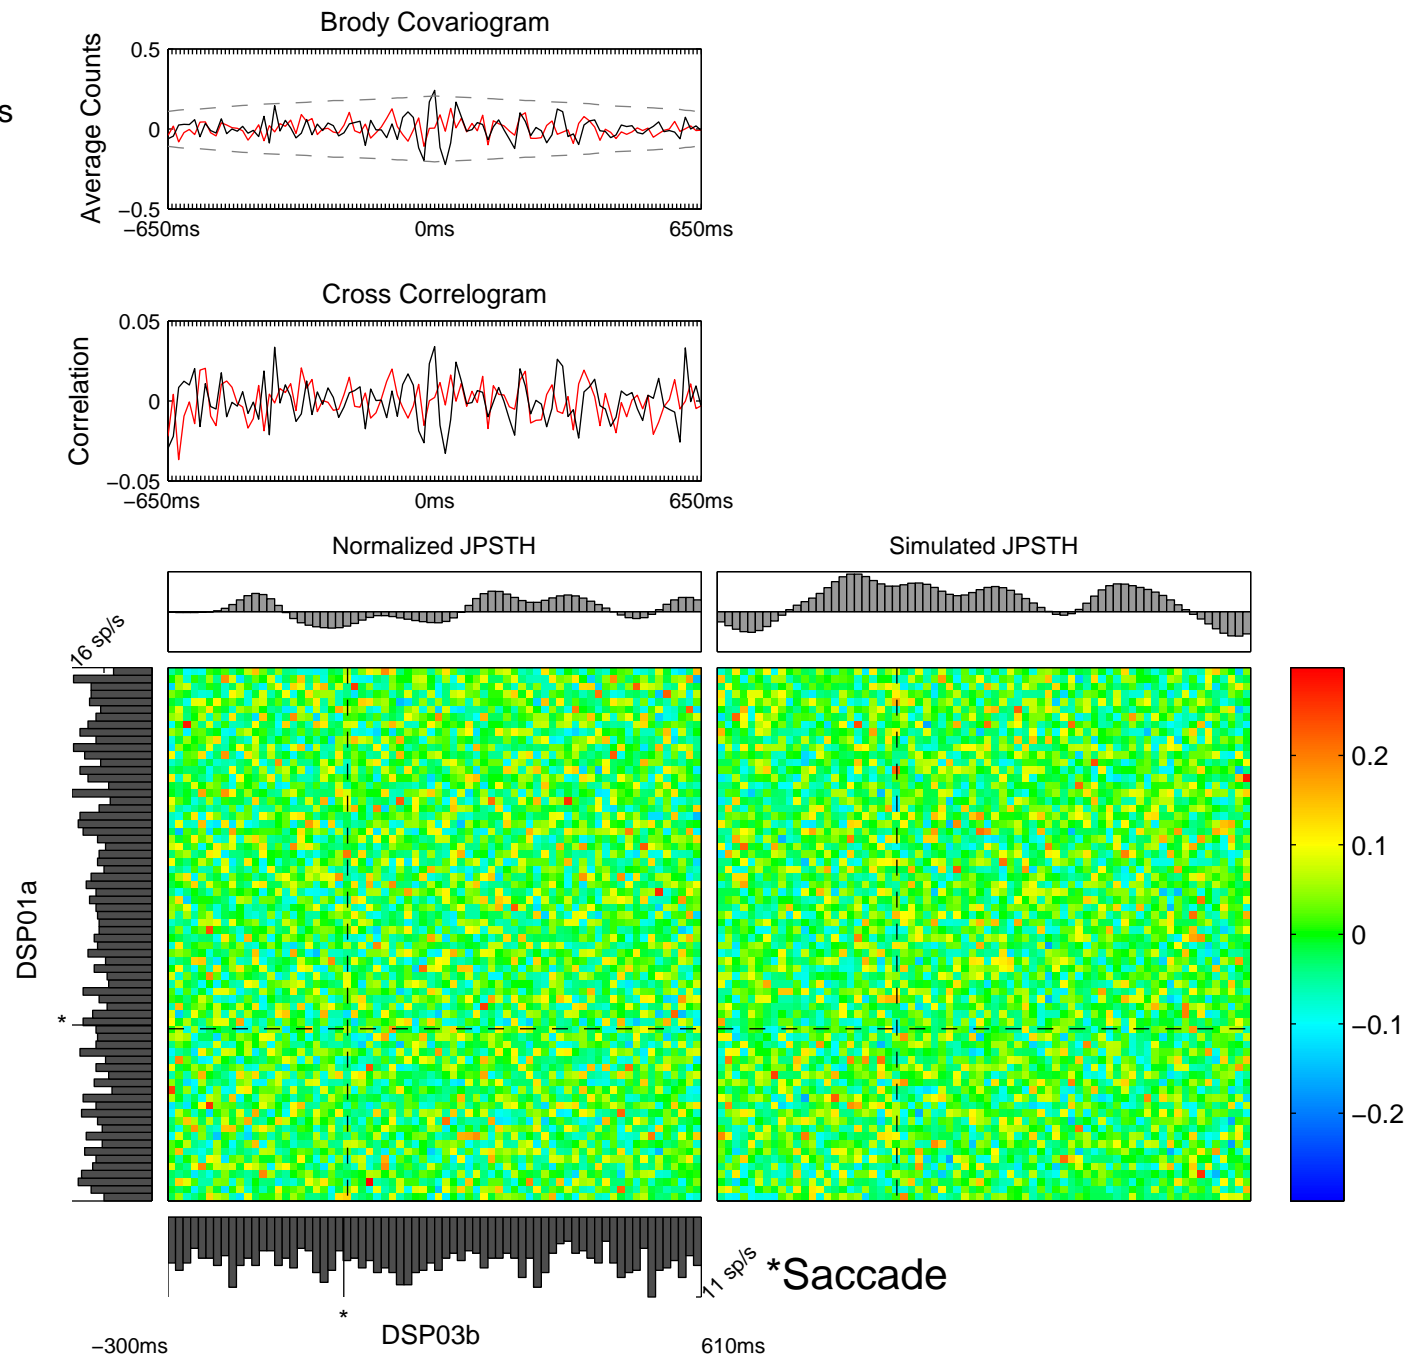 Brody Covariogram
s
Average Counts
0.5
0
−0.5
−650ms 0ms 650ms
Cross Correlogram
Correlation
0.05
0
−0.05
−650ms 0ms 650ms
Normalized JPSTH
Simulated JPSTH
16 sp/s
DSP01a
*
0.2
0.1
0
−0.1
−0.2
11 sp/s
*Saccade
*
DSP03b
−300ms 610ms